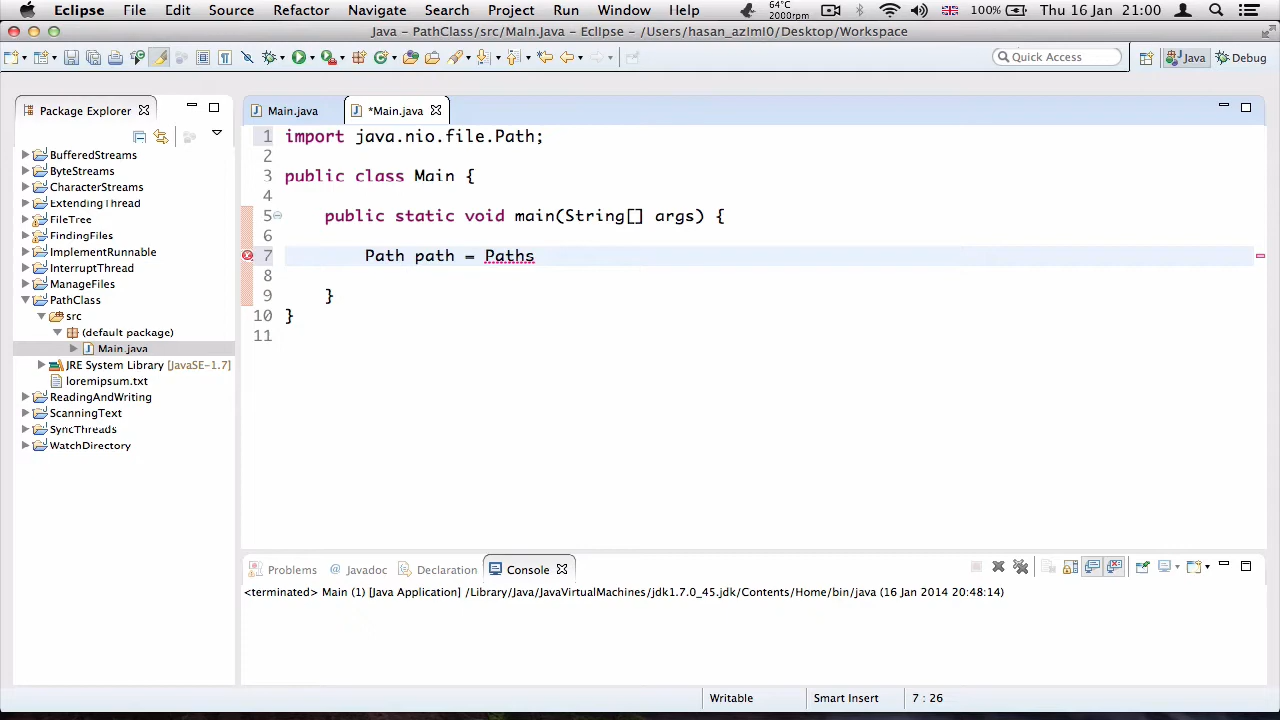 Eclipse File Edit Source Refactor Navigate Search Project Run Window Help 64°C 2000rpm 100% Thu 16 Jan 21:00
Java – PathClass/src/Main.java – Eclipse – /Users/hasan_azimi0/Desktop/Workspace
Quick Access Java Debug
Package Explorer
BufferedStreams
ByteStreams
CharacterStreams
ExtendingThread
FileTree
FindingFiles
ImplementRunnable
InterruptThread
ManageFiles
PathClass
src
(default package)
Main.java
JRE System Library [JavaSE-1.7]
loremipsum.txt
ReadingAndWriting
ScanningText
SyncThreads
WatchDirectory
Main.java *Main.java
1 import java.nio.file.Path;
2
3 public class Main {
4
5 public static void main(String[] args) {
6
7 Path path = Paths
8
9 }
10 }
11
Problems @ Javadoc Declaration Console
<terminated> Main (1) [Java Application] /Library/Java/JavaVirtualMachines/jdk1.7.0_45.jdk/Contents/Home/bin/java (16 Jan 2014 20:48:14)
Writable Smart Insert 7 : 26